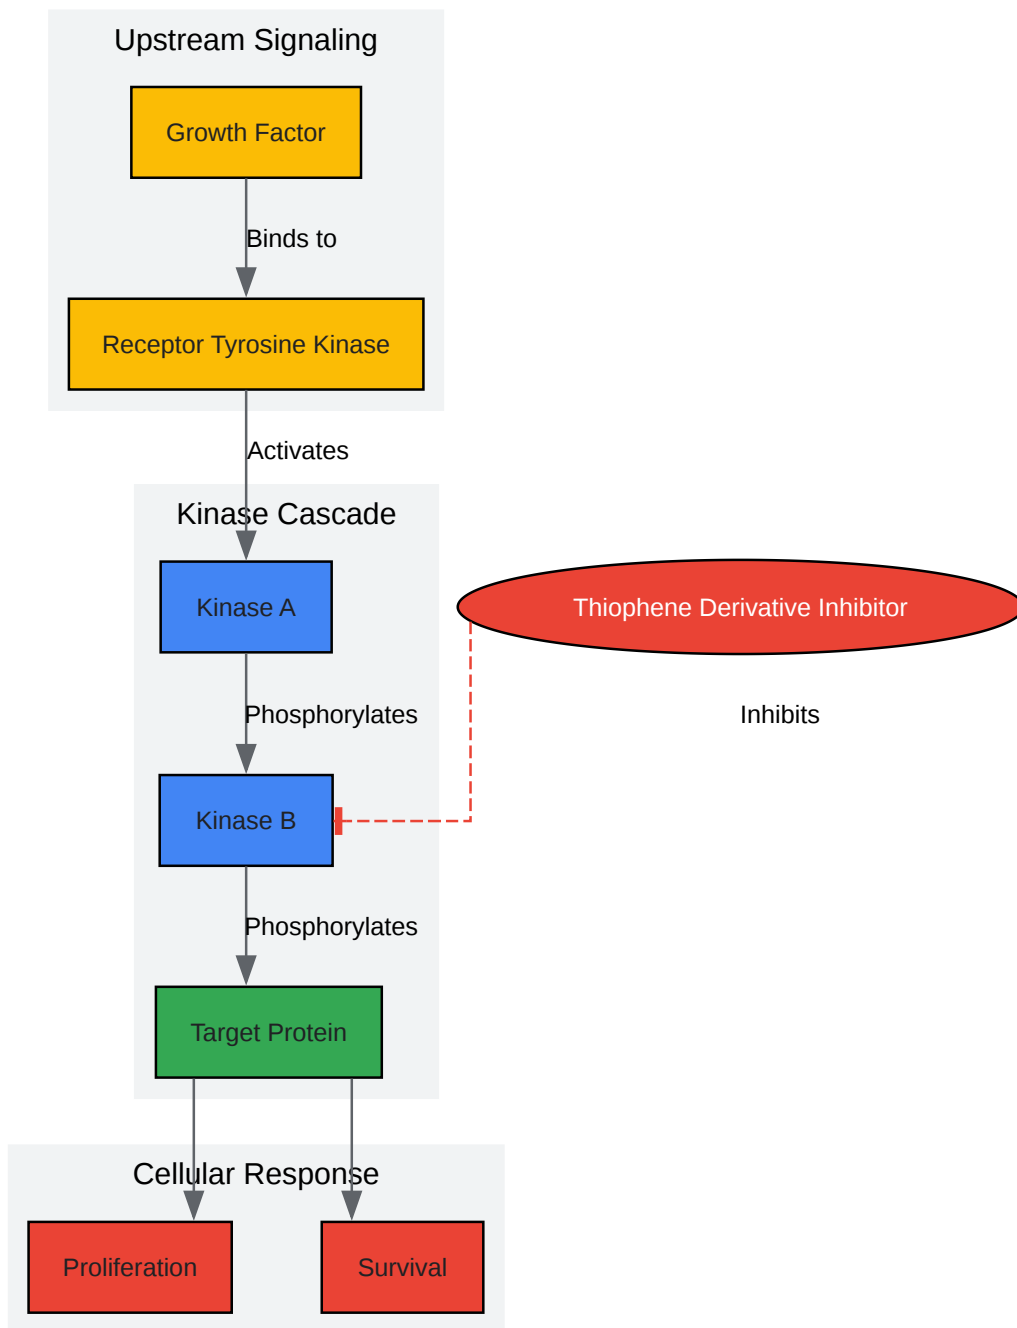 Upstream Signaling
Growth Factor
Binds to
Receptor Tyrosine Kinase
Activates
Kinase Cascade
Kinase A
Thiophene Derivative Inhibitor
Phosphorylates
Inhibits
Kinase B
Phosphorylates
Target Protein
Cellular Response
Proliferation
Survival